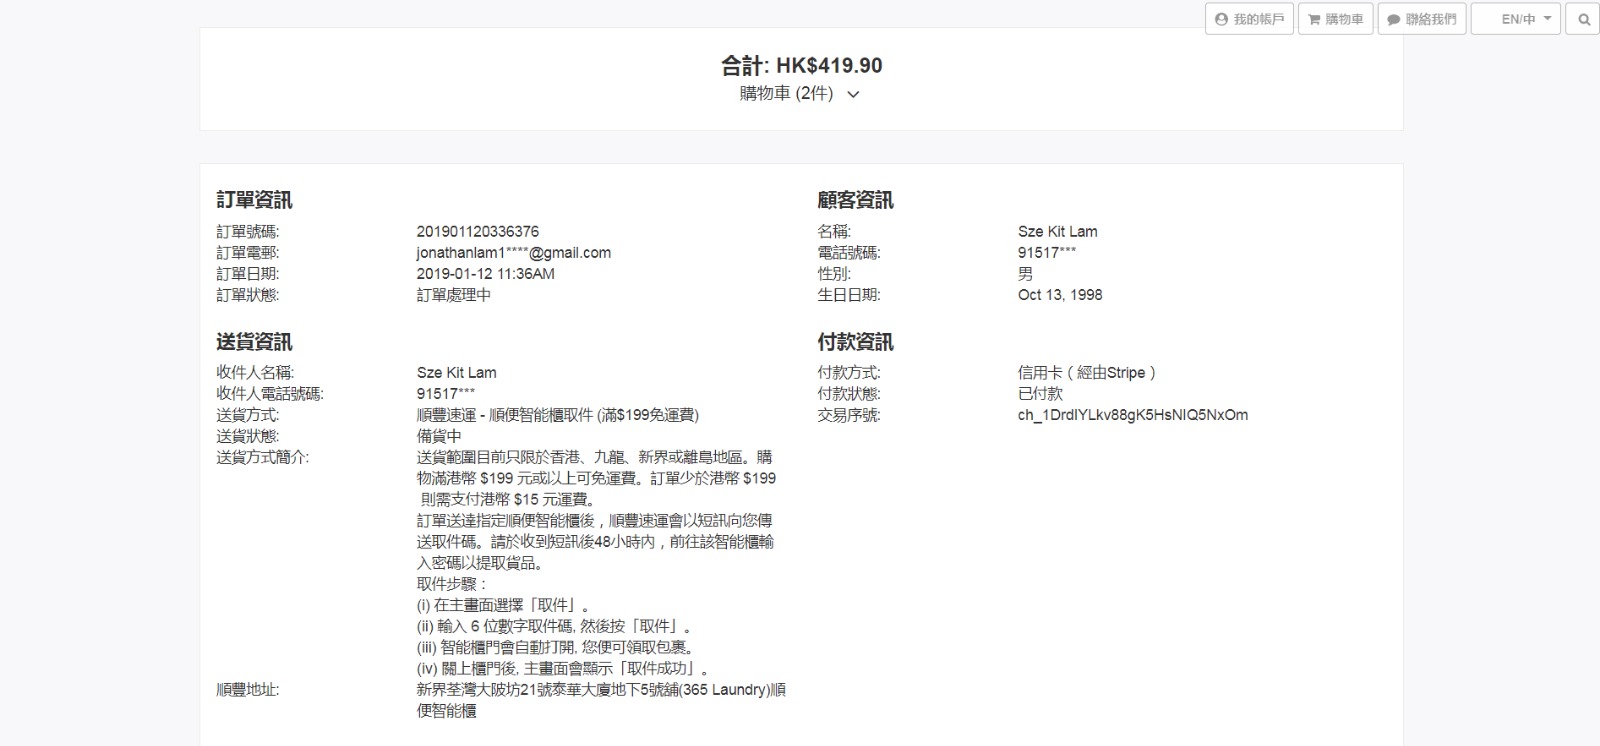 我的帳戶 購物車 聯絡我們 EN/中
合計: HK$419.90
購物車 (2件)
訂單資訊
訂單號碼: 201901120336376
訂單電郵: jonathanlam1****@gmail.com
訂單日期: 2019-01-12 11:36AM
訂單狀態: 訂單處理中
顧客資訊
名稱: Sze Kit Lam
電話號碼: 91517***
性別: 男
生日日期: Oct 13, 1998
送貨資訊
收件人名稱: Sze Kit Lam
收件人電話號碼: 91517***
送貨方式: 順豐速運 - 順便智能櫃取件 (滿$199免運費)
送貨狀態: 備貨中
送貨方式簡介: 送貨範圍目前只限於香港、九龍、新界或離島地區。購
物滿港幣 $199 元或以上可免運費。訂單少於港幣 $199
則需支付港幣 $15 元運費。
訂單送達指定順便智能櫃後，順豐速運會以短訊向您傳
送取件碼。請於收到短訊後48小時內，前往該智能櫃輸
入密碼以提取貨品。
取件步驟：
(i) 在主畫面選擇「取件」。
(ii) 輸入 6 位數字取件碼, 然後按「取件」。
(iii) 智能櫃門會自動打開, 您便可領取包裹。
(iv) 關上櫃門後, 主畫面會顯示「取件成功」。
順豐地址: 新界荃灣大陂坊21號泰華大廈地下5號舖(365 Laundry)順
便智能櫃
付款資訊
付款方式: 信用卡（經由Stripe）
付款狀態: 已付款
交易序號: ch_1DrdIYLkv88gK5HsNIQ5NxOm